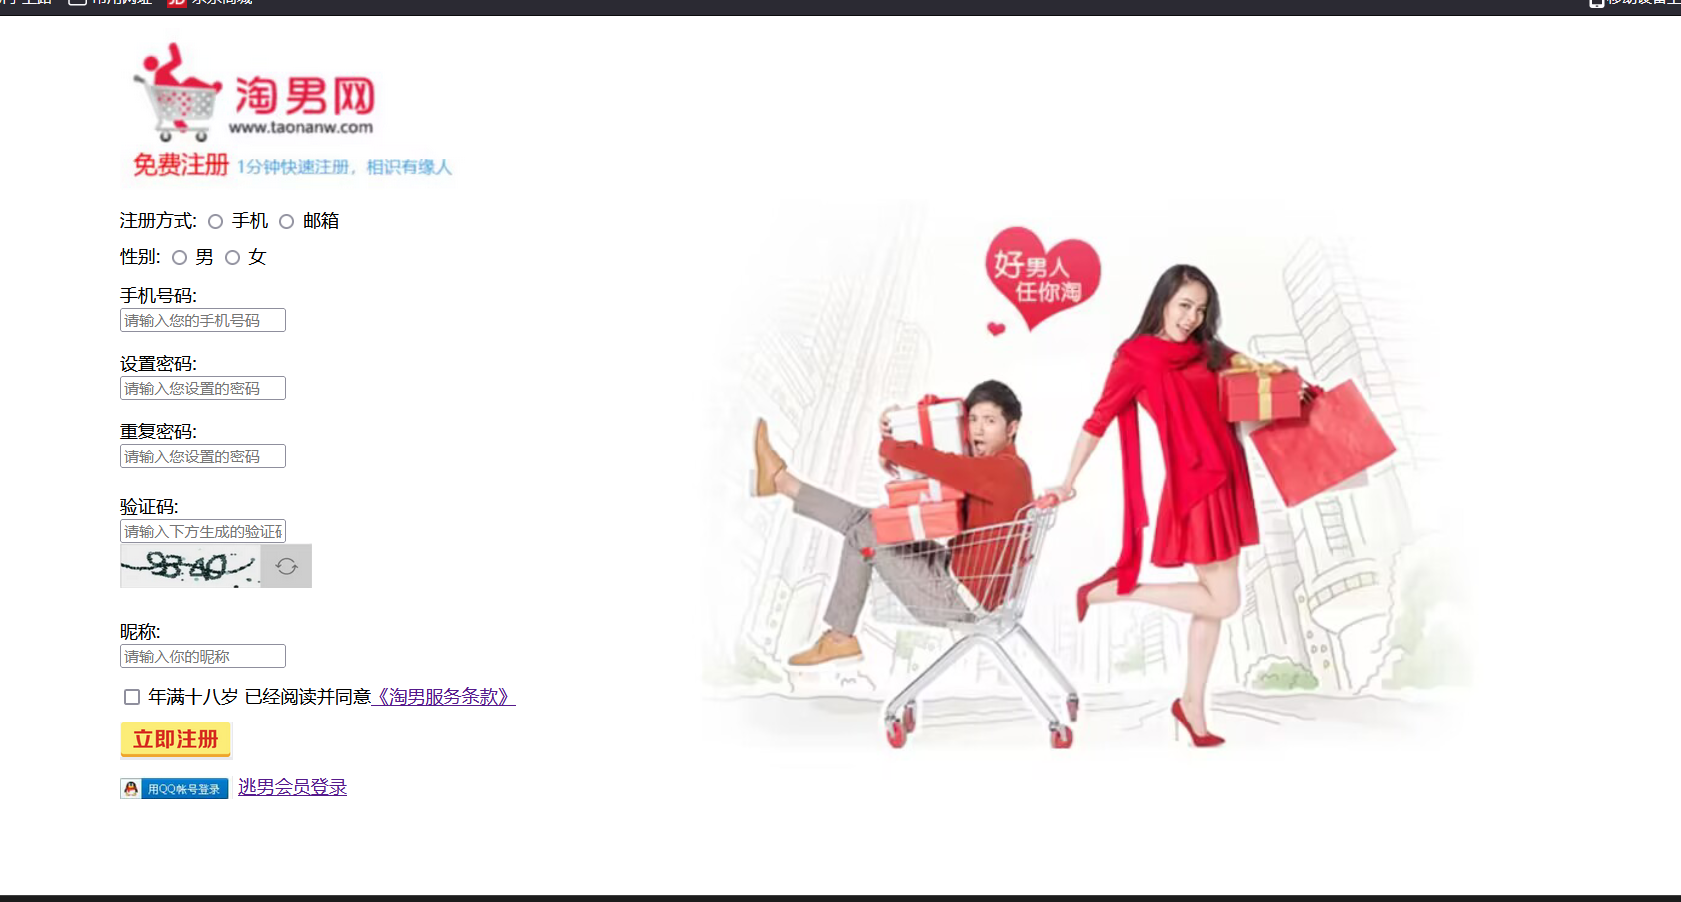 淘男网
www.taonanw.com
免费注册 1分钟快速注册，相识有缘人
注册方式: 手机 邮箱
性别: 男 女
手机号码:
请输入您的手机号码
设置密码:
请输入您设置的密码
重复密码:
请输入您设置的密码
验证码:
请输入下方生成的验证码
昵称:
请输入你的昵称
年满十八岁 已经阅读并同意《淘男服务条款》
立即注册
用QQ帐号登录 逃男会员登录
好男人
任你淘